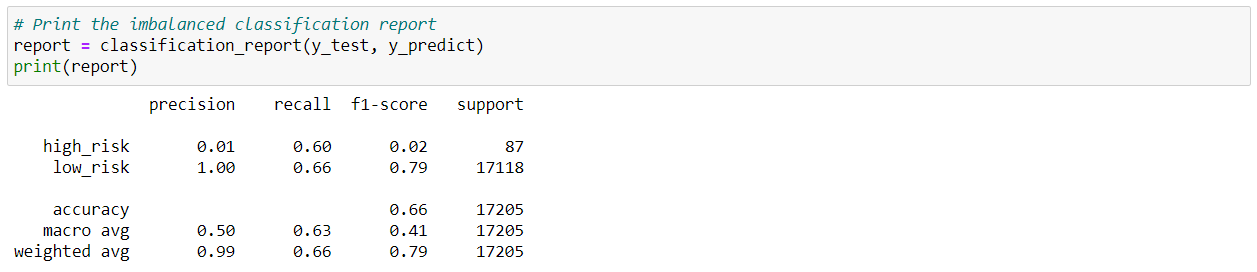 # Print the imbalanced classification report
report = classification_report(y_test, y_predict)
print(report)
precision recall f1-score support
high_risk 0.01 0.60 0.02 87
low_risk 1.00 0.66 0.79 17118
accuracy 0.66 17205
macro avg 0.50 0.63 0.41 17205
weighted avg 0.99 0.66 0.79 17205